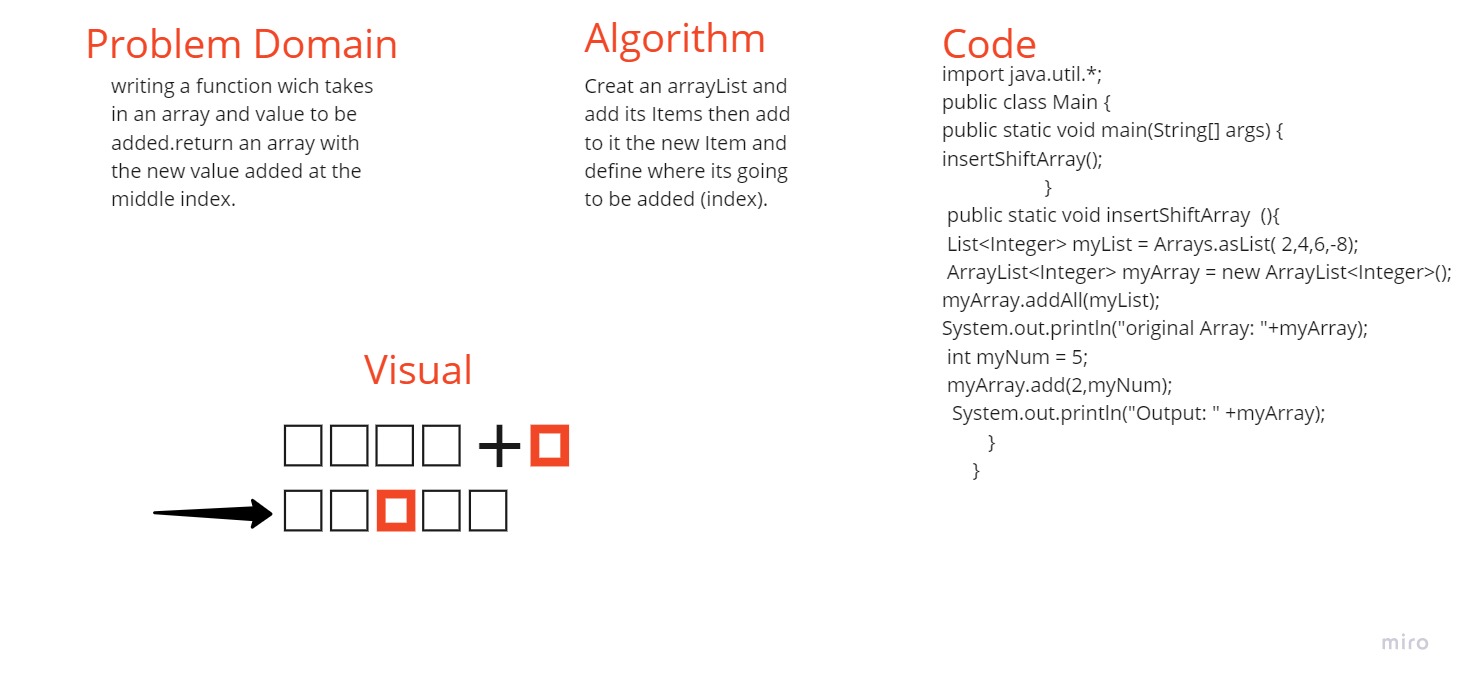 Problem Domain
writing a function wich takes
in an array and value to be
added.return an array with
the new value added at the
middle index.
Algorithm
Creat an arrayList and
add its Items then add
to it the new Item and
define where its going
to be added (index).
Code
import java.util.*;
public class Main {
public static void main(String[] args) {
insertShiftArray();
}
public static void insertShiftArray  (){
List<Integer> myList = Arrays.asList( 2,4,6,-8);
ArrayList<Integer> myArray = new ArrayList<Integer>();
myArray.addAll(myList);
System.out.println("original Array: "+myArray);
int myNum = 5;
myArray.add(2,myNum);
System.out.println("Output: " +myArray);
}
}
Visual
+
miro